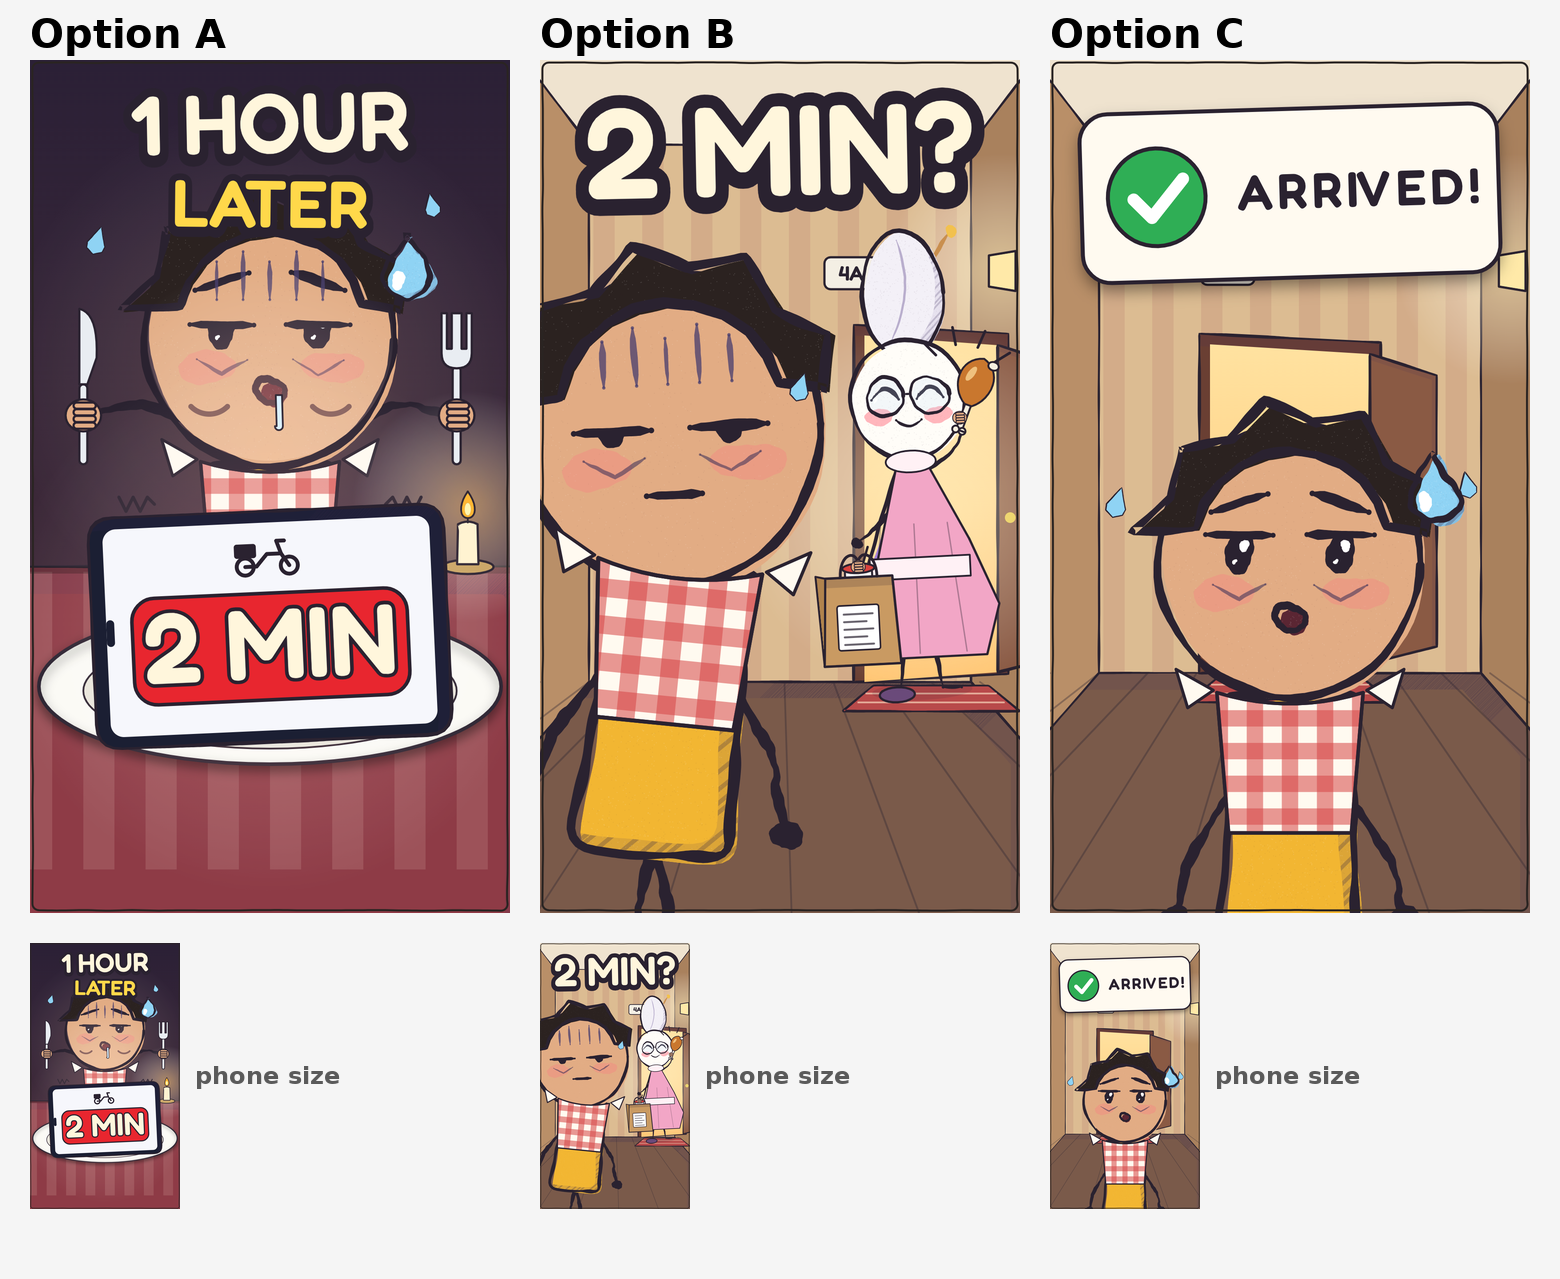 Option A
1 HOUR
LATER
2 MIN
Option B
2 MIN?
4A
Option C
ARRIVED!
1 HOUR
LATER
2 MIN
phone size
2 MIN?
4A
phone size
ARRIVED!
phone size